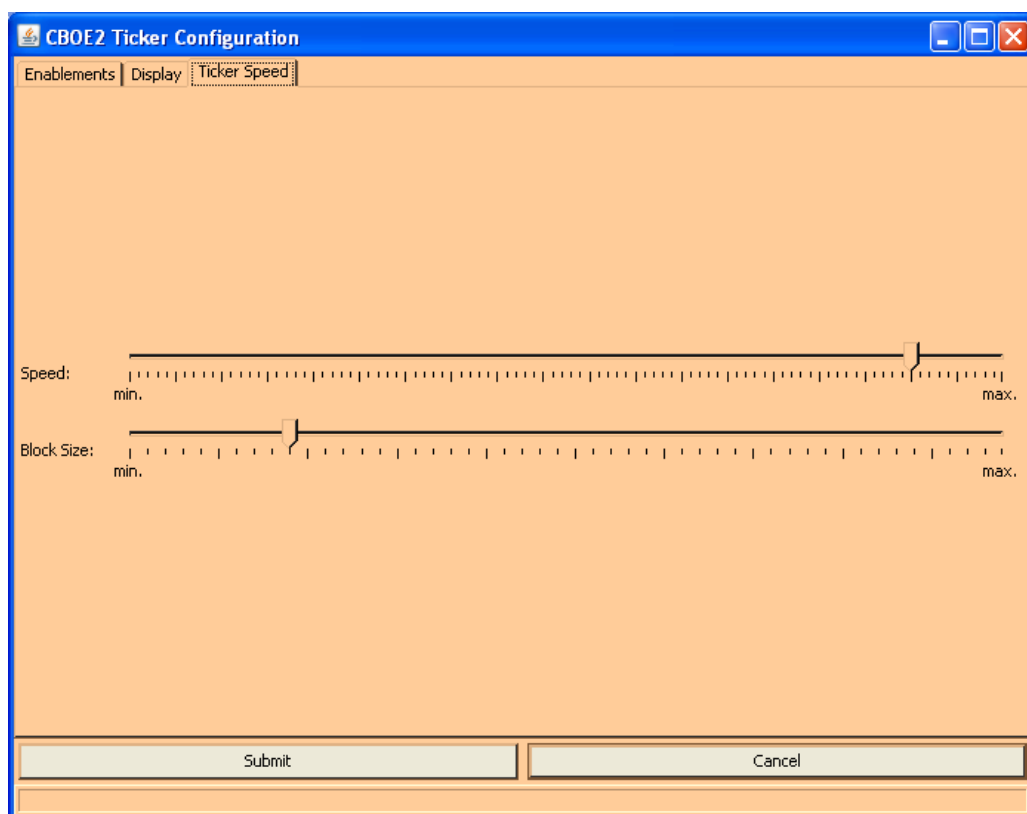 CBOE2 Ticker Configuration
Enablements Display Ticker Speed
Speed:
min. max.
Block Size:
min. max.
Submit Cancel